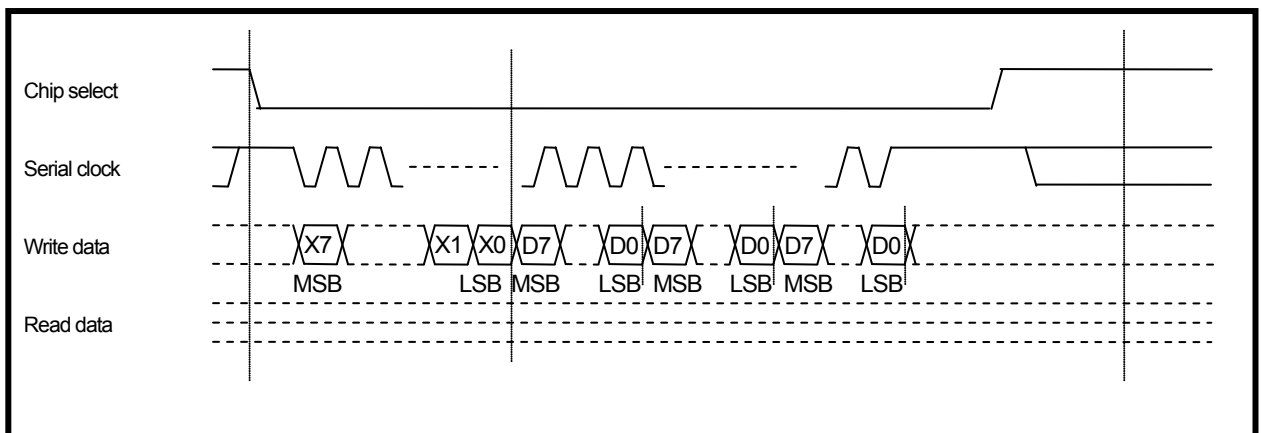 Chip select
Serial clock
Write data
X7 X1 X0 D7 D0 D7 D0 D7 D0
MSB LSB MSB LSB MSB LSB MSB LSB
Read data